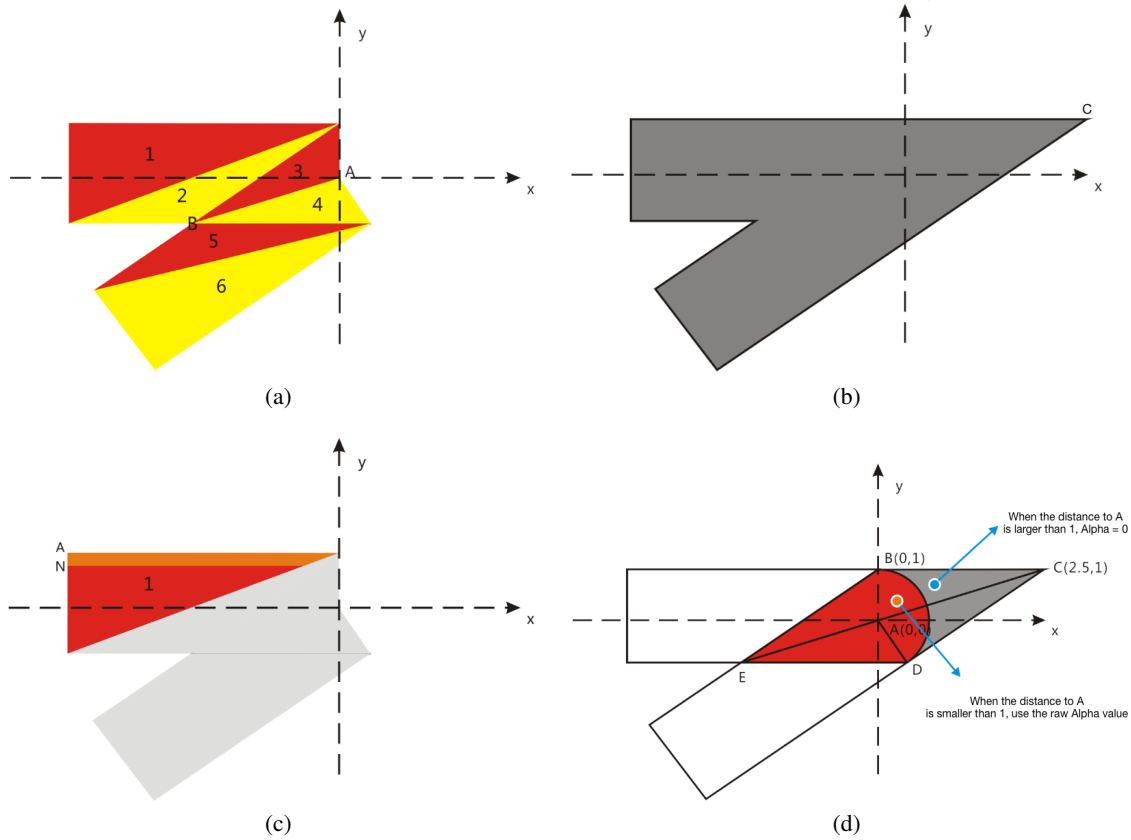 y
1
2
3
A
4
B
5
6
x
(a)
y
C
x
(b)
y
A
N
1
x
(c)
y
When the distance to A
is larger than 1, Alpha = 0
B(0,1)
C(2.5,1)
A(0,0)
x
E
D
When the distance to A
is smaller than 1, use the raw Alpha value
(d)